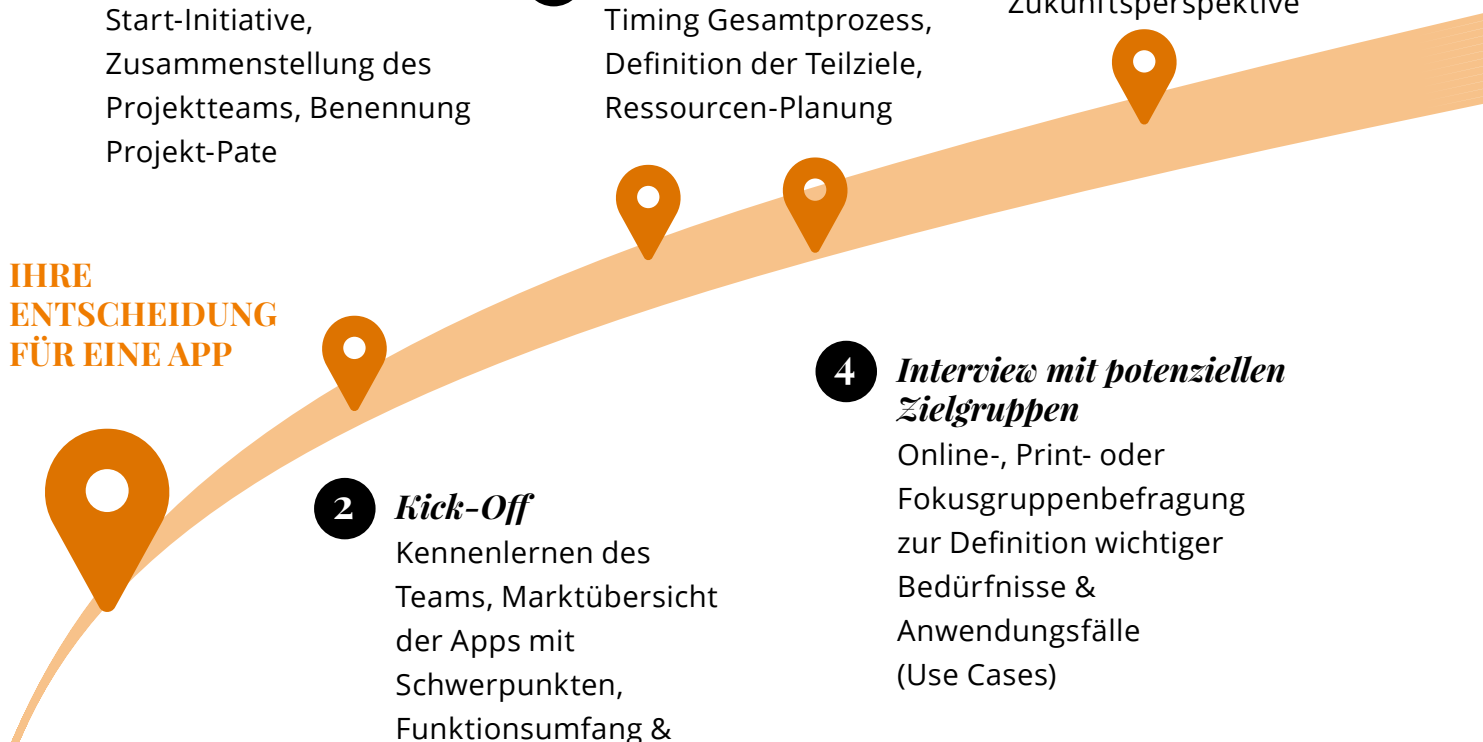 Start-Initiative,
Zusammenstellung des
Projektteams, Benennung
Projekt-Pate
Timing Gesamtprozess,
Definition der Teilziele,
Ressourcen-Planung
Zukunftsperspektive
IHRE
ENTSCHEIDUNG
FÜR EINE APP
2 Kick-Off
Kennenlernen des
Teams, Marktübersicht
der Apps mit
Schwerpunkten,
Funktionsumfang &
4 Interview mit potenziellen
Zielgruppen
Online-, Print- oder
Fokusgruppenbefragung
zur Definition wichtiger
Bedürfnisse &
Anwendungsfälle
(Use Cases)